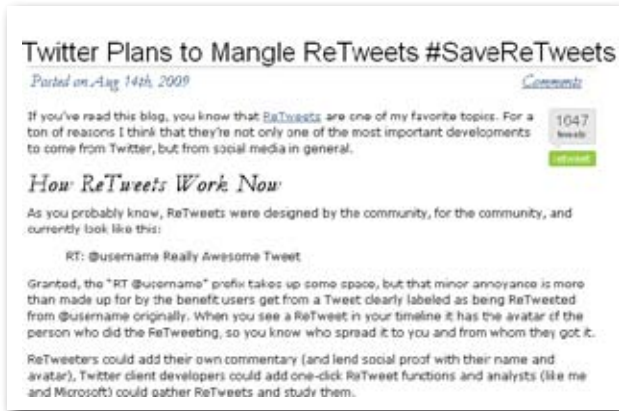 Twitter Plans to Mangle ReTweets #SaveReTweets
Posted on Aug 14th, 2009
Comments
If you've read this blog, you know that ReTweets are one of my favorite topics. For a
ton of reasons I think that they're not only one of the most important developments
to come from Twitter, but from social media in general.
1047
tweets
retweet
How ReTweets Work Now
As you probably know, ReTweets were designed by the community, for the community, and
currently look like this:
RT: @username Really Awesome Tweet
Granted, the "RT @username" prefix takes up some space, but that minor annoyance is more
than made up for by the benefit users get from a Tweet clearly labeled as being ReTweeted
from @username originally. When you see a ReTweet in your timeline it has the avatar of the
person who did the ReTweeting, so you know who spread it to you and from whom they got it.
ReTweeters could add their own commentary (and lend social proof with their name and
avatar), Twitter client developers could add one-click ReTweet functions and analysts (like me
and Microsoft) could gather ReTweets and study them.